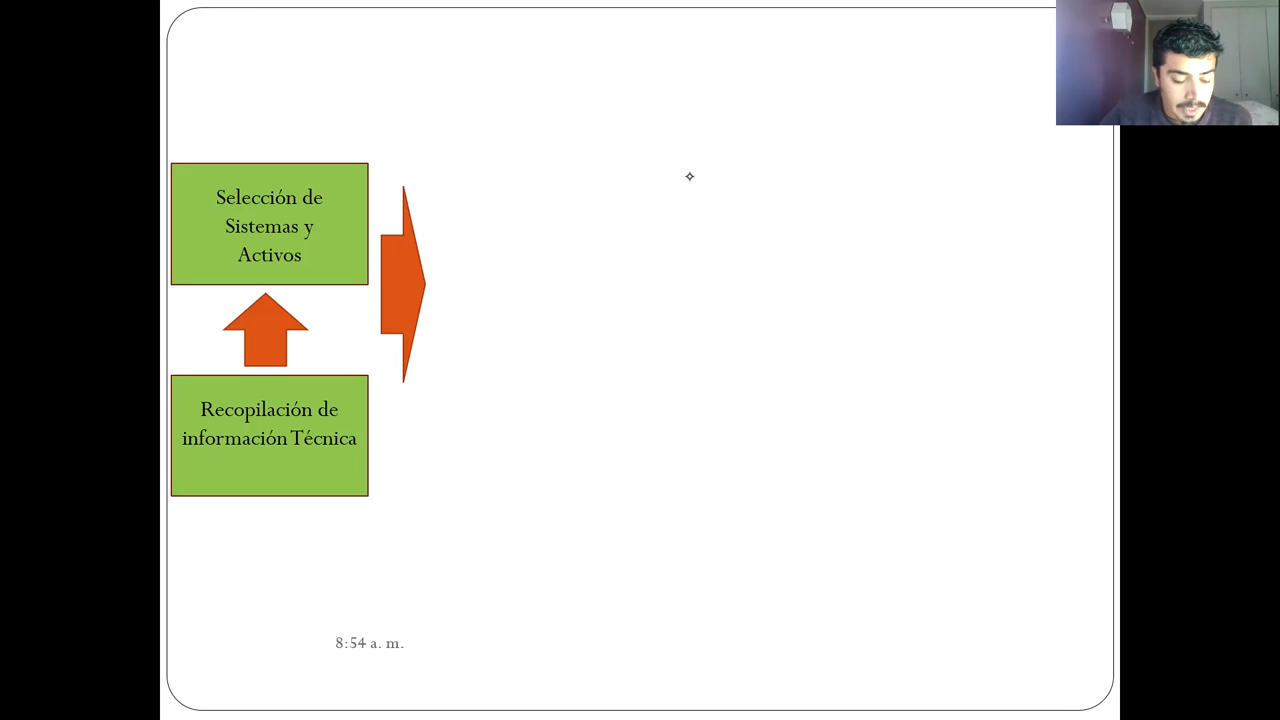 Selección de
Sistemas y
Activos
Recopilación de
información Técnica
8:54 a. m.